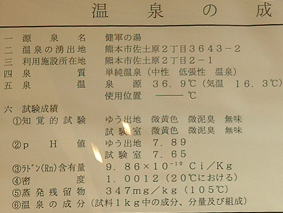 温泉の成
一 源泉名 健軍の湯
二 温泉の湧出地 熊本市佐土原2丁目3643-2
三 利用施設所在地 熊本市佐土原2丁目2-1
四 泉質 単純温泉(中性 低張性 温泉)
五 泉温 源泉 36.9℃(気温 16.3℃)
使用位置 ――℃
六 試験成績
①知覚的試験 ゆう出地 微黄色 微泥臭 無味
試験室 微黄色 微泥臭 無味
②pH値 ゆう出地 7.89
試験室 7.65
③ラドン(Rn)含有量 9.86×10⁻¹⁰Ci/Kg
④密度 1.0012(20℃における)
⑤蒸発残留物 347mg/kg(105℃)
⑥温泉の成分(試料1kg中の成分、分量及び組成)